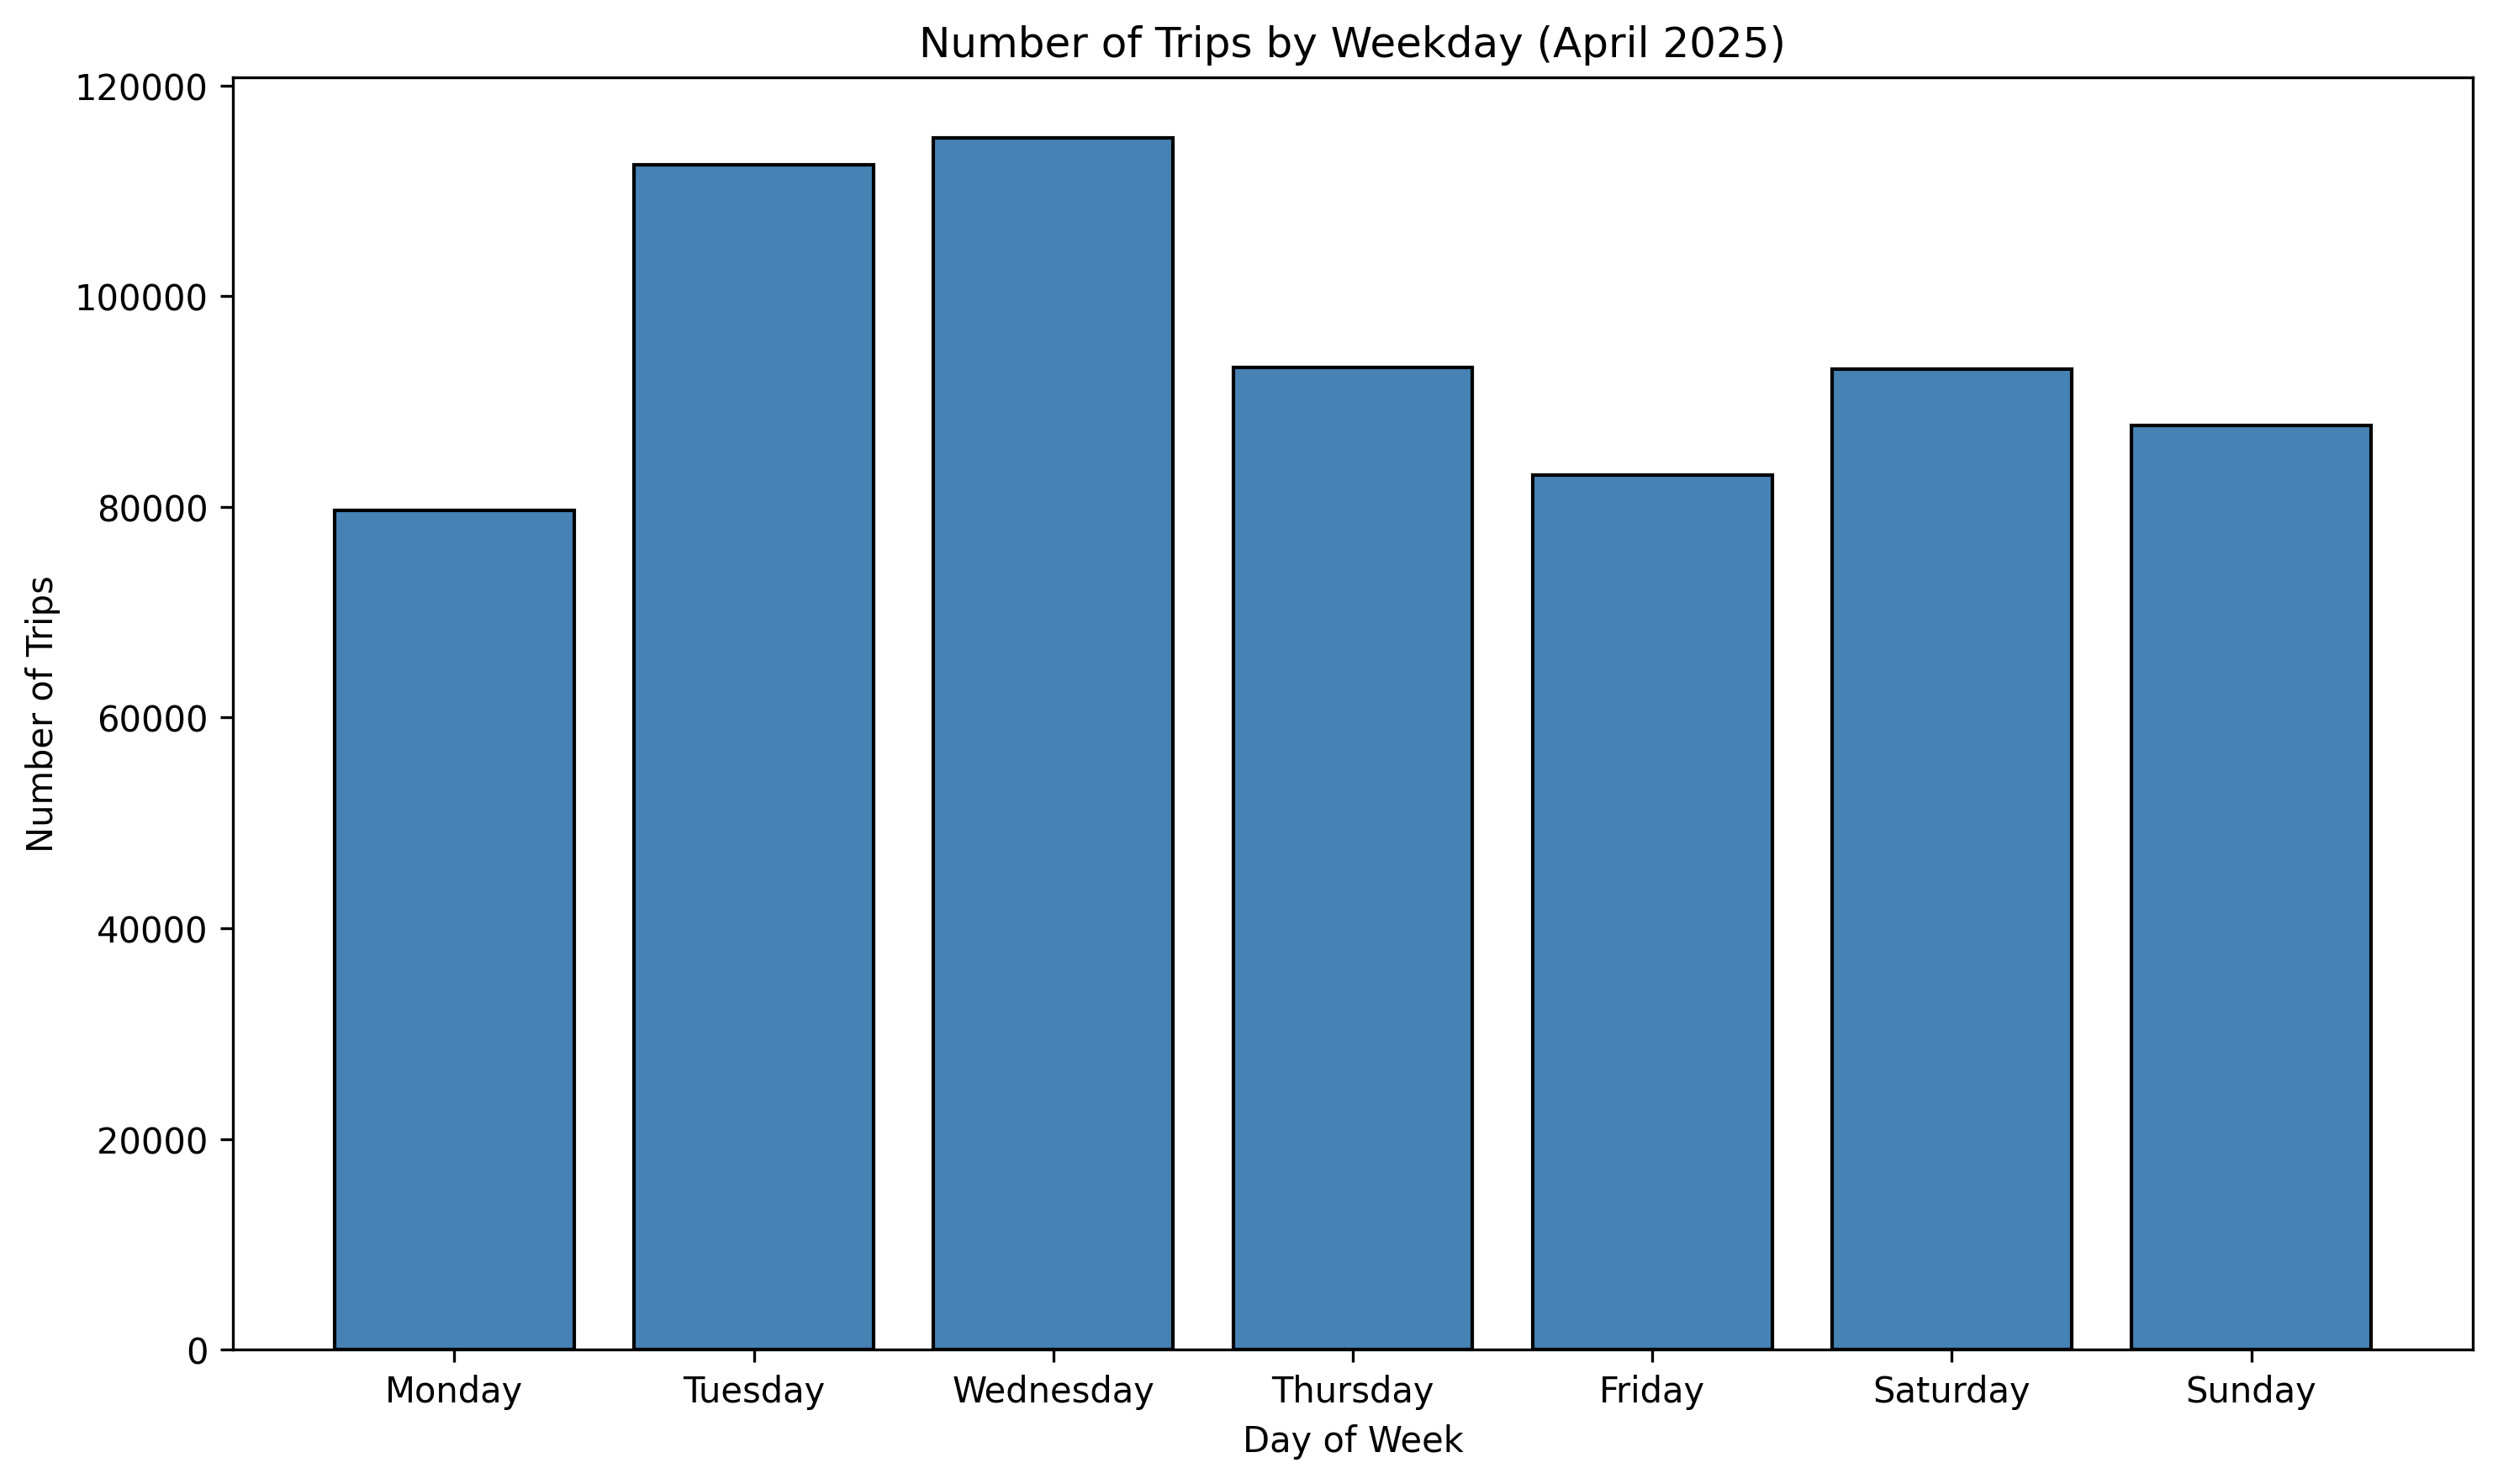 Number of Trips by Weekday (April 2025)
120000
100000
80000
60000
40000
20000
0
Number of Trips
Monday Tuesday Wednesday Thursday Friday Saturday Sunday
Day of Week